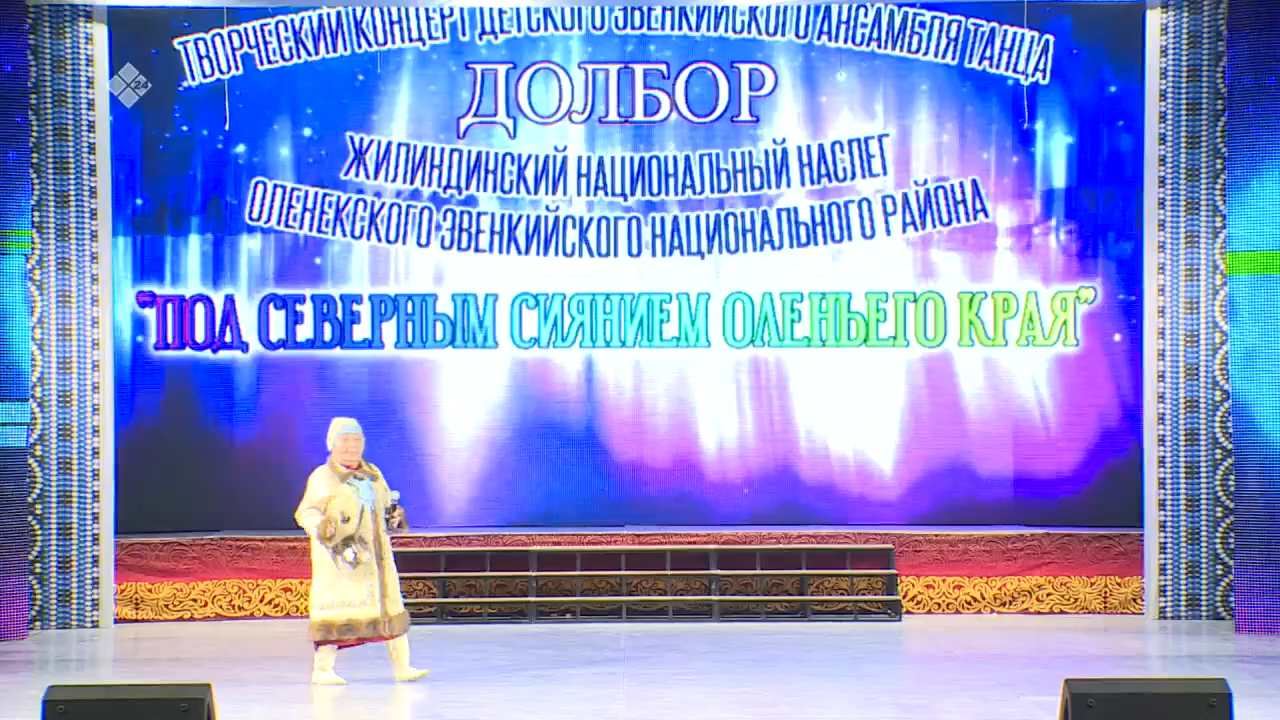 ТВОРЧЕСКИЙ КОНЦЕРТ ДЕТСКОГО ЭВЕНКИЙСКОГО АНСАМБЛЯ ТАНЦА
Х24
ДОЛБОР
ЖИЛИНДИНСКИЙ НАЦИОНАЛЬНЫЙ НАСЛЕГ
ОЛЕНЕКСКОГО ЭВЕНКИЙСКОГО НАЦИОНАЛЬНОГО РАЙОНА
"ПОД СЕВЕРНЫМ СИЯНИЕМ ОЛЕНЬЕГО КРАЯ"